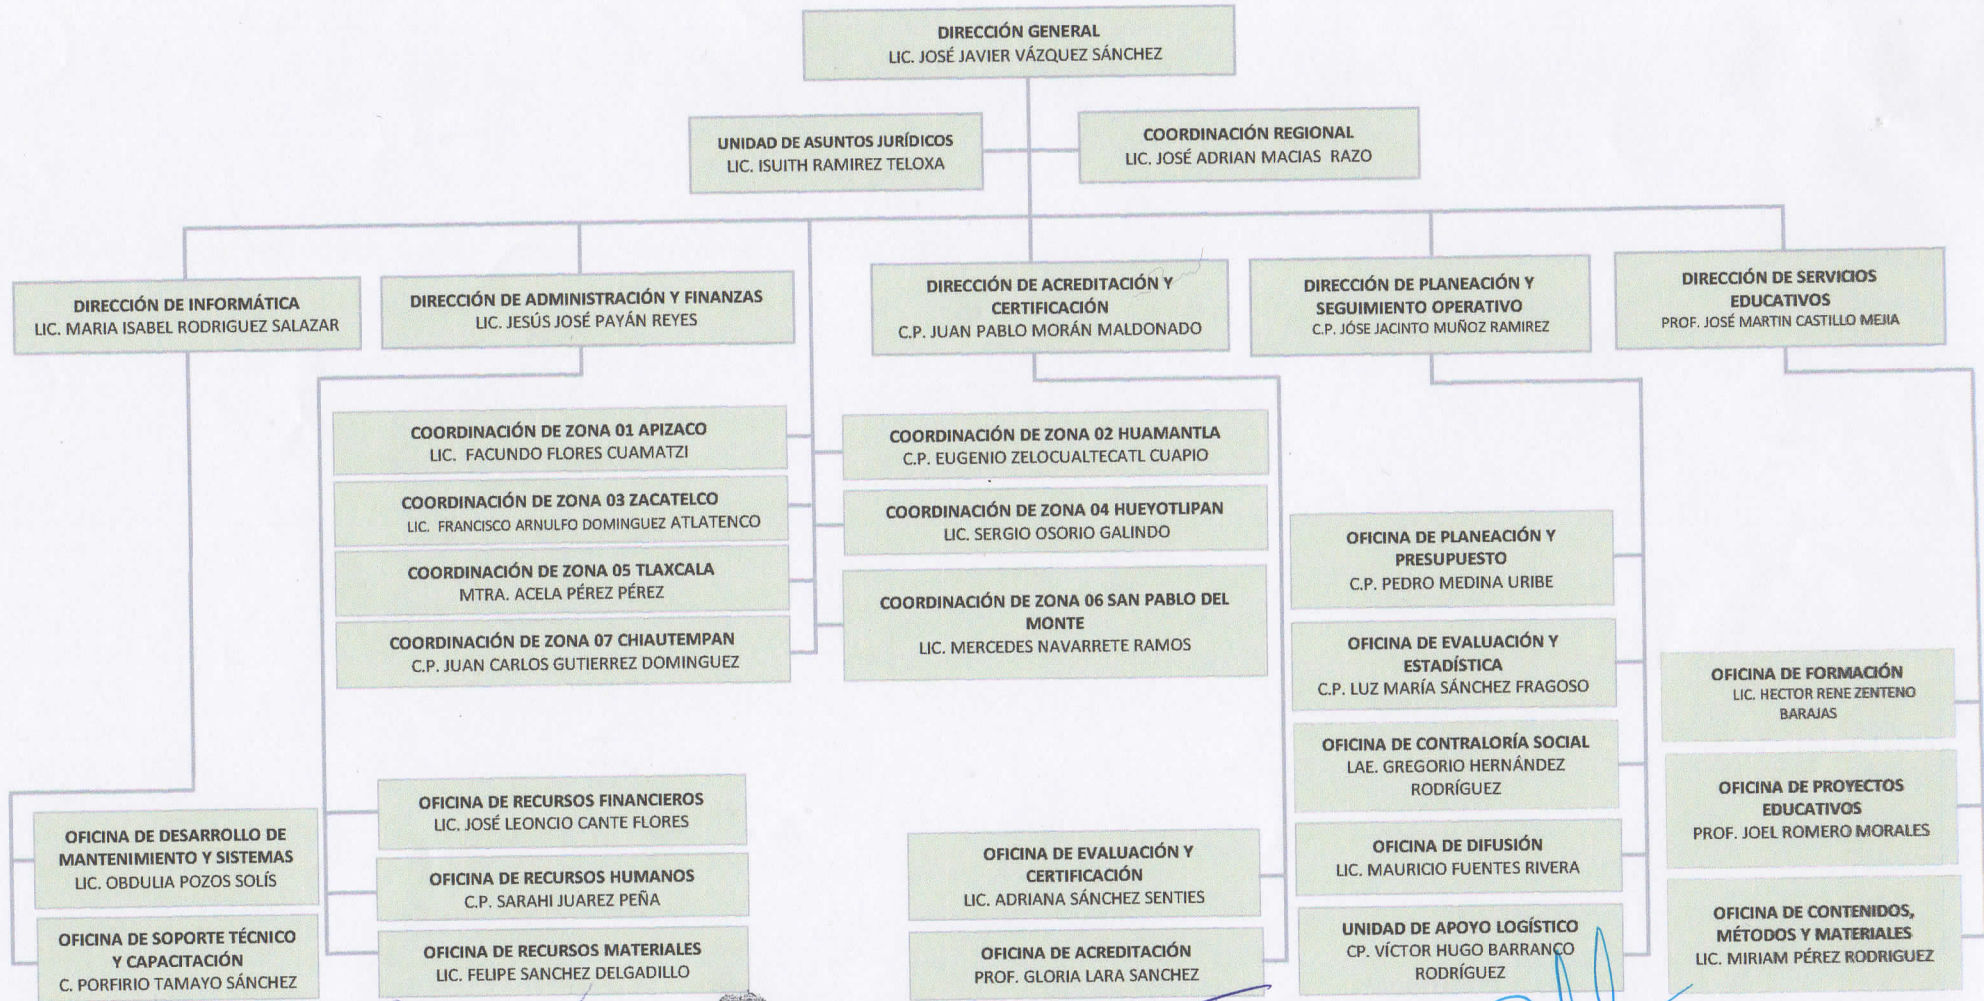 DIRECCIÓN GENERAL
LIC. JOSÉ JAVIER VÁZQUEZ SÁNCHEZ
UNIDAD DE ASUNTOS JURÍDICOS
LIC. ISUITH RAMIREZ TELOXA
COORDINACIÓN REGIONAL
LIC. JOSÉ ADRIAN MACIAS RAZO
DIRECCIÓN DE INFORMÁTICA
LIC. MARIA ISABEL RODRIGUEZ SALAZAR
DIRECCIÓN DE ADMINISTRACIÓN Y FINANZAS
LIC. JESÚS JOSÉ PAYÁN REYES
DIRECCIÓN DE ACREDITACIÓN Y
CERTIFICACIÓN
C.P. JUAN PABLO MORÁN MALDONADO
DIRECCIÓN DE PLANEACIÓN Y
SEGUIMIENTO OPERATIVO
C.P. JÓSE JACINTO MUÑOZ RAMIREZ
DIRECCIÓN DE SERVICIOS
EDUCATIVOS
PROF. JOSÉ MARTIN CASTILLO MEJIA
COORDINACIÓN DE ZONA 01 APIZACO
LIC. FACUNDO FLORES CUAMATZI
COORDINACIÓN DE ZONA 02 HUAMANTLA
C.P. EUGENIO ZELOCUALTECATL CUAPIO
COORDINACIÓN DE ZONA 03 ZACATELCO
LIC. FRANCISCO ARNULFO DOMINGUEZ ATLATENCO
COORDINACIÓN DE ZONA 04 HUEYOTLIPAN
LIC. SERGIO OSORIO GALINDO
COORDINACIÓN DE ZONA 05 TLAXCALA
MTRA. ACELA PÉREZ PÉREZ
COORDINACIÓN DE ZONA 06 SAN PABLO DEL
MONTE
LIC. MERCEDES NAVARRETE RAMOS
COORDINACIÓN DE ZONA 07 CHIAUTEMPAN
C.P. JUAN CARLOS GUTIERREZ DOMINGUEZ
OFICINA DE DESARROLLO DE
MANTENIMIENTO Y SISTEMAS
LIC. OBDULIA POZOS SOLÍS
OFICINA DE SOPORTE TÉCNICO
Y CAPACITACIÓN
C. PORFIRIO TAMAYO SÁNCHEZ
OFICINA DE RECURSOS FINANCIEROS
LIC. JOSÉ LEONCIO CANTE FLORES
OFICINA DE RECURSOS HUMANOS
C.P. SARAHI JUAREZ PEÑA
OFICINA DE RECURSOS MATERIALES
LIC. FELIPE SANCHEZ DELGADILLO
OFICINA DE EVALUACIÓN Y
CERTIFICACIÓN
LIC. ADRIANA SÁNCHEZ SENTIES
OFICINA DE ACREDITACIÓN
PROF. GLORIA LARA SANCHEZ
OFICINA DE PLANEACIÓN Y
PRESUPUESTO
C.P. PEDRO MEDINA URIBE
OFICINA DE EVALUACIÓN Y
ESTADÍSTICA
C.P. LUZ MARÍA SÁNCHEZ FRAGOSO
OFICINA DE CONTRALORÍA SOCIAL
LAE. GREGORIO HERNÁNDEZ
RODRÍGUEZ
OFICINA DE DIFUSIÓN
LIC. MAURICIO FUENTES RIVERA
UNIDAD DE APOYO LOGÍSTICO
CP. VÍCTOR HUGO BARRANCO
RODRÍGUEZ
OFICINA DE FORMACIÓN
LIC. HECTOR RENE ZENTENO
BARAJAS
OFICINA DE PROYECTOS
EDUCATIVOS
PROF. JOEL ROMERO MORALES
OFICINA DE CONTENIDOS,
MÉTODOS Y MATERIALES
LIC. MIRIAM PÉREZ RODRIGUEZ